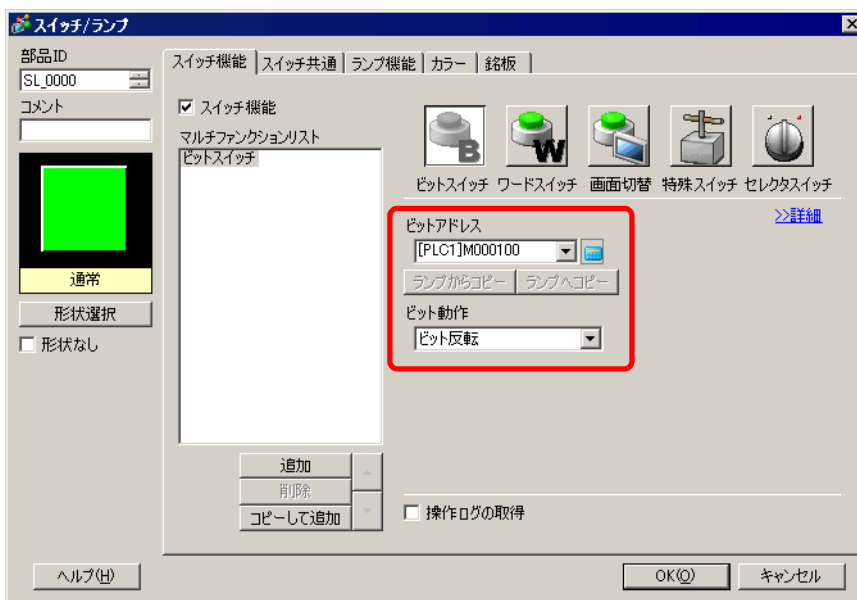 スイッチ/ランプ
部品ID
SL_0000
コメント
通常
形状選択
形状なし
スイッチ機能
スイッチ共通
ランプ機能
カラー
銘板
スイッチ機能
マルチファンクションリスト
ビットスイッチ
追加
削除
コピーして追加
B
W
ビットスイッチ
ワードスイッチ
画面切替
特殊スイッチ
セレクタスイッチ
>>詳細
ビットアドレス
[PLC1]M000100
ランプからコピー
ランプへコピー
ビット動作
ビット反転
操作ログの取得
ヘルプ(H)
OK(O)
キャンセル